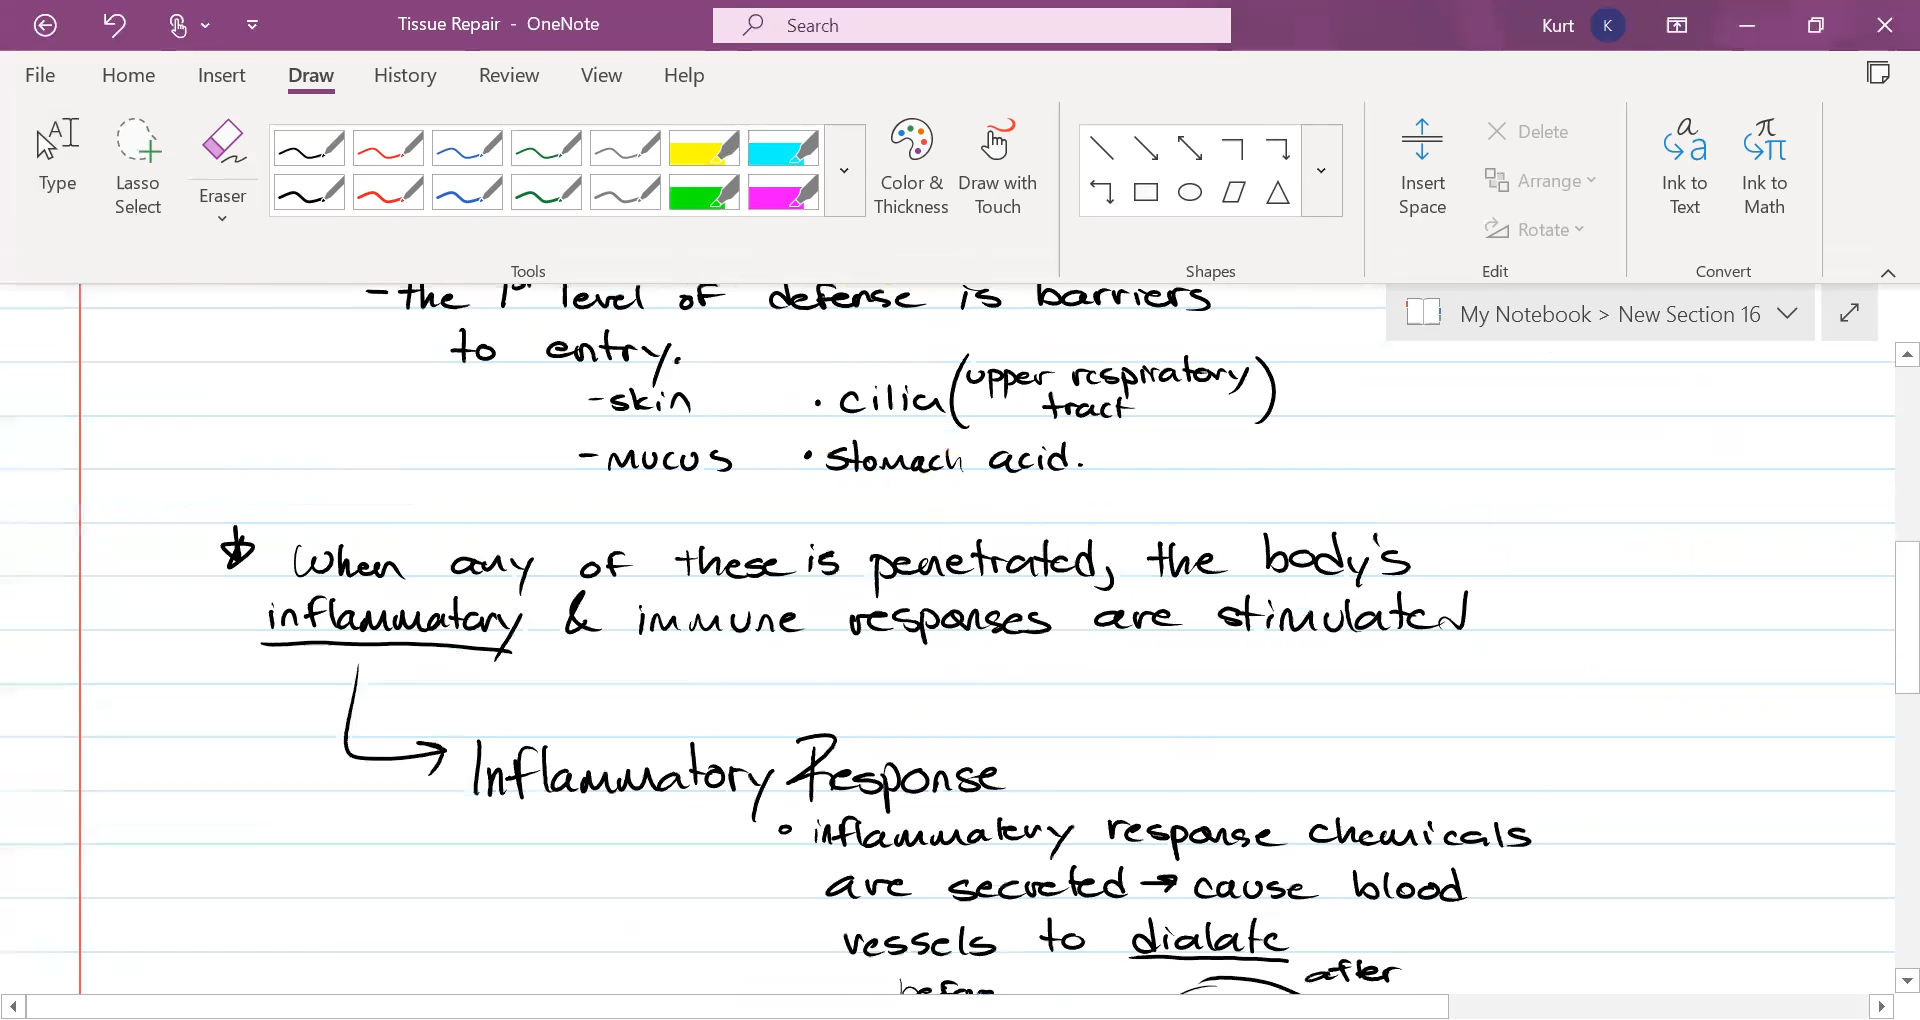 Tissue Repair - OneNote
Search
Kurt
K
File Home Insert Draw History Review View Help
Type
Lasso Select
Eraser
Color & Thickness
Draw with Touch
Insert Space
Delete
Arrange
Rotate
Ink to Text
Ink to Math
Tools
Shapes
Edit
Convert
My Notebook > New Section 16
- the 1st level of defense is barriers
to entry.
- skin • cilia (upper respiratory tract)
- mucus • stomach acid.
When any of these is penetrated, the body's
inflammatory & immune responses are stimulated
Inflammatory Response
• inflammatory response chemicals
are secreted → cause blood
vessels to dialate
before after